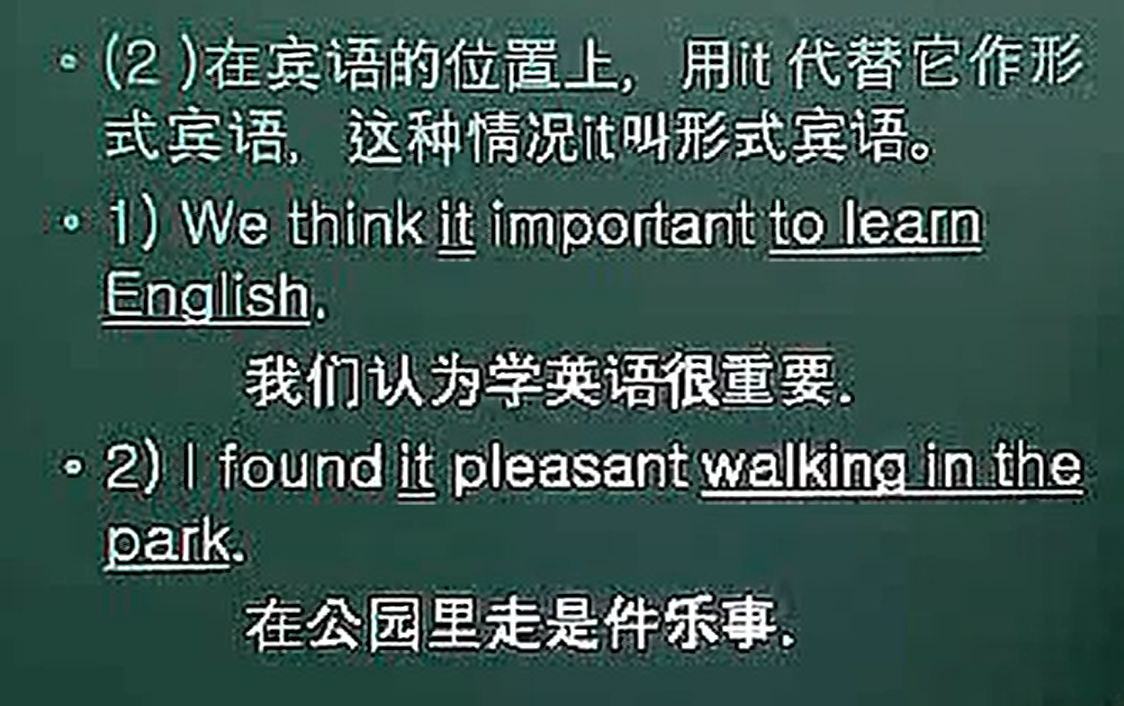 • (2 )在宾语的位置上, 用it 代替它作形
式宾语, 这种情况it叫形式宾语。
• 1) We think it important to learn
English.
我们认为学英语很重要.
• 2) I found it pleasant walking in the
park.
在公园里走是件乐事.